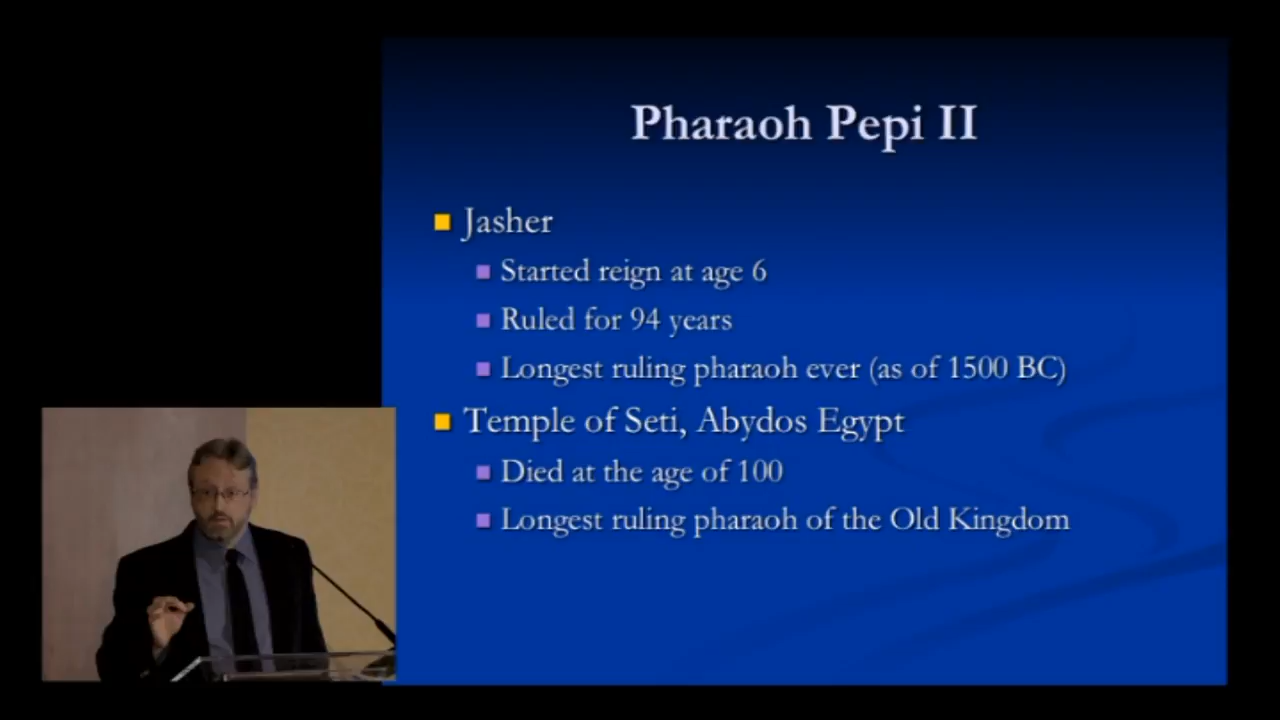 Pharaoh Pepi II
Jasher
Started reign at age 6
Ruled for 94 years
Longest ruling pharaoh ever (as of 1500 BC)
Temple of Seti, Abydos Egypt
Died at the age of 100
Longest ruling pharaoh of the Old Kingdom